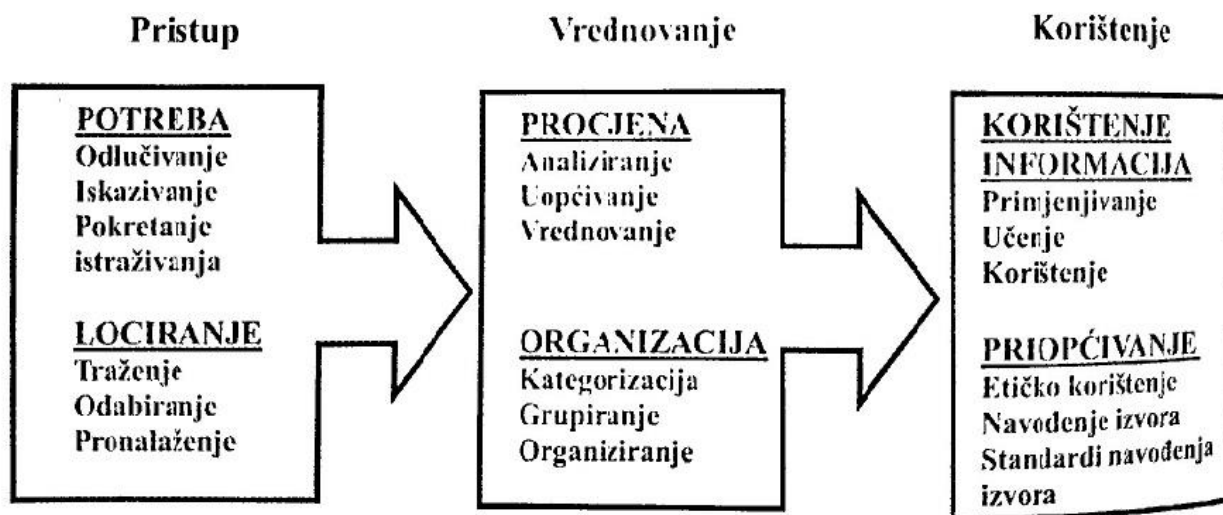 Pristup
POTREBA
Odlučivanje
Iskazivanje
Pokretanje
istraživanja
LOCIRANJE
Traženje
Odabiranje
Pronalaženje
Vrednovanje
PROCJENA
Analiziranje
Uopćivanje
Vrednovanje
ORGANIZACIJA
Kategorizacija
Grupiranje
Organiziranje
Korištenje
KORIŠTENJE
INFORMACIJA
Primjenjivanje
Učenje
Korištenje
PRIOPĆIVANJE
Etičko korištenje
Navođenje izvora
Standardi navođenja
izvora